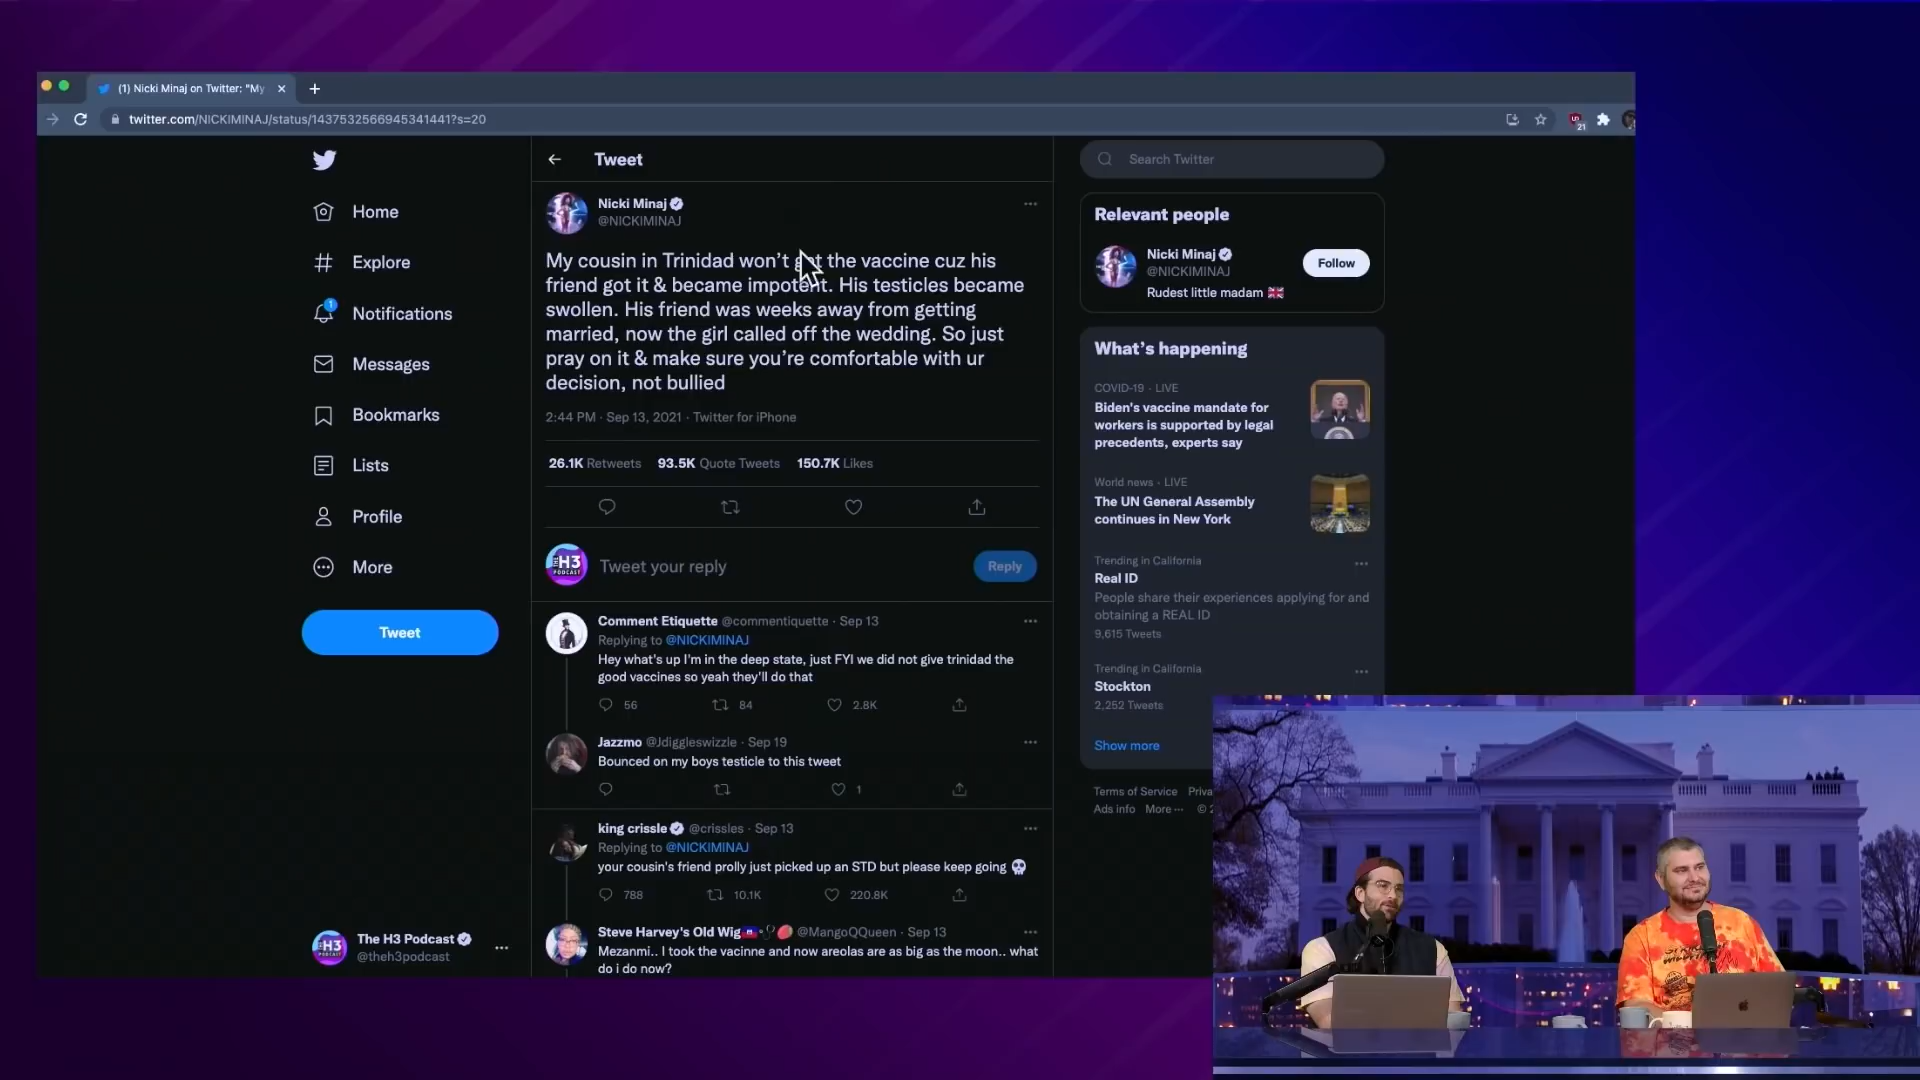 (1) Nicki Minaj on Twitter: "My
twitter.com/NICKIMINAJ/status/1437532566945341441?s=20
21
Home
Explore
1
Notifications
Messages
Bookmarks
Lists
Profile
More
Tweet
The H3 Podcast
@theh3podcast
Tweet
Nicki Minaj
@NICKIMINAJ
My cousin in Trinidad won't get the vaccine cuz his
friend got it & became impotent. His testicles became
swollen. His friend was weeks away from getting
married, now the girl called off the wedding. So just
pray on it & make sure you're comfortable with ur
decision, not bullied
2:44 PM · Sep 13, 2021 · Twitter for iPhone
26.1K Retweets 93.5K Quote Tweets 150.7K Likes
H3
PODCAST
Tweet your reply
Reply
Comment Etiquette @commentiquette · Sep 13
Replying to @NICKIMINAJ
Hey what's up I'm in the deep state, just FYI we did not give trinidad the
good vaccines so yeah they'll do that
56 84 2.8K
Jazzmo @Jdiggleswizzle · Sep 19
Bounced on my boys testicle to this tweet
1
king crissle @crissles · Sep 13
Replying to @NICKIMINAJ
your cousin's friend prolly just picked up an STD but please keep going 💀
788 10.1K 220.8K
Steve Harvey's Old Wig @MangoQQueen · Sep 13
Mezanmi.. I took the vacinne and now areolas are as big as the moon.. what
do i do now?
Search Twitter
Relevant people
Nicki Minaj
@NICKIMINAJ
Follow
Rudest little madam 🇬🇧
What's happening
COVID-19 · LIVE
Biden's vaccine mandate for
workers is supported by legal
precedents, experts say
World news · LIVE
The UN General Assembly
continues in New York
Trending in California
Real ID
People share their experiences applying for and
obtaining a REAL ID
9,615 Tweets
Trending in California
Stockton
2,252 Tweets
Show more
Terms of Service Priva
Ads info More ··· ©